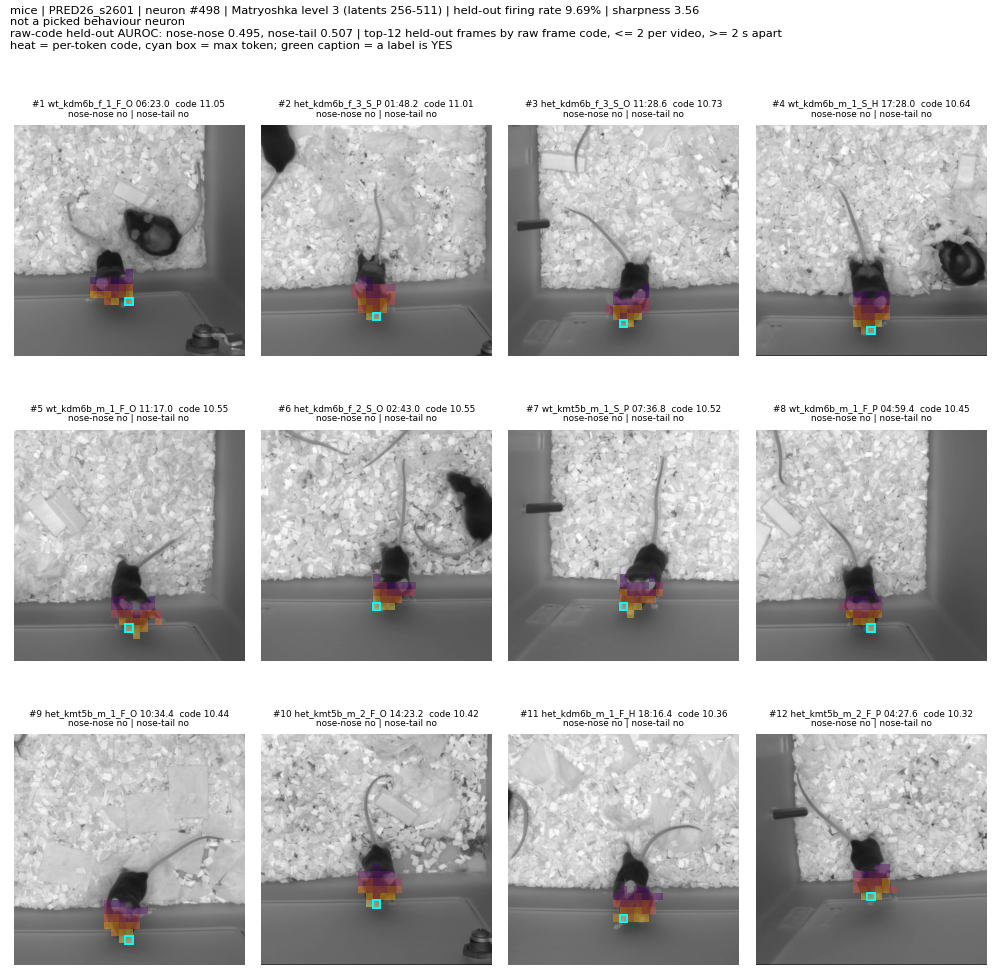 mice | PRED26_s2601 | neuron #498 | Matryoshka level 3 (latents 256-511) | held-out firing rate 9.69% | sharpness 3.56
not a picked behaviour neuron
raw-code held-out AUROC: nose-nose 0.495, nose-tail 0.507 | top-12 held-out frames by raw frame code, <= 2 per video, >= 2 s apart
heat = per-token code, cyan box = max token; green caption = a label is YES
#1 wt_kdm6b_f_1_F_O 06:23.0  code 11.05
nose-nose no | nose-tail no
#2 het_kdm6b_f_3_S_P 01:48.2  code 11.01
nose-nose no | nose-tail no
#3 het_kdm6b_f_3_S_O 11:28.6  code 10.73
nose-nose no | nose-tail no
#4 wt_kdm6b_m_1_S_H 17:28.0  code 10.64
nose-nose no | nose-tail no
#5 wt_kdm6b_m_1_F_O 11:17.0  code 10.55
nose-nose no | nose-tail no
#6 het_kdm6b_f_2_S_O 02:43.0  code 10.55
nose-nose no | nose-tail no
#7 wt_kmt5b_m_1_S_P 07:36.8  code 10.52
nose-nose no | nose-tail no
#8 wt_kdm6b_m_1_F_P 04:59.4  code 10.45
nose-nose no | nose-tail no
#9 het_kmt5b_m_1_F_O 10:34.4  code 10.44
nose-nose no | nose-tail no
#10 het_kmt5b_m_2_F_O 14:23.2  code 10.42
nose-nose no | nose-tail no
#11 het_kdm6b_m_1_F_H 18:16.4  code 10.36
nose-nose no | nose-tail no
#12 het_kmt5b_m_2_F_P 04:27.6  code 10.32
nose-nose no | nose-tail no